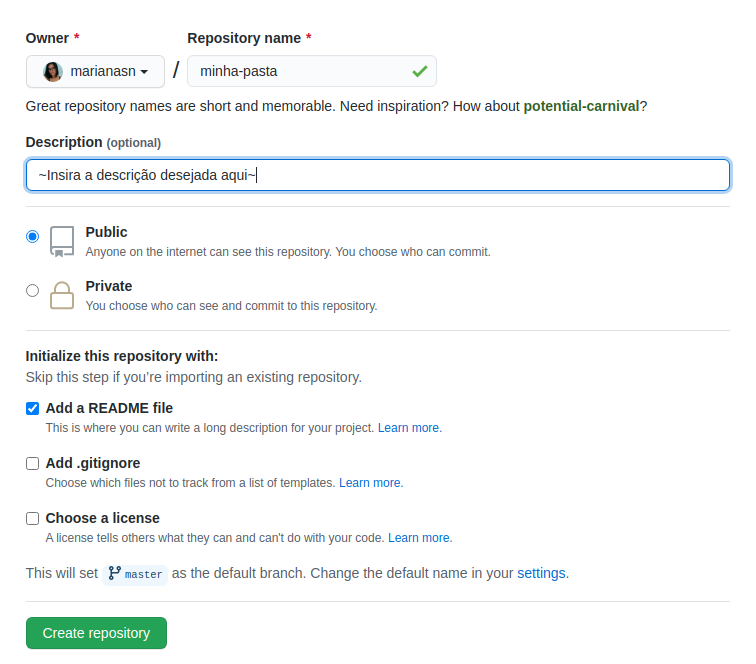 Owner * Repository name *
marianasn / minha-pasta
Great repository names are short and memorable. Need inspiration? How about potential-carnival?
Description (optional)
~Insira a descrição desejada aqui~
Public
Anyone on the internet can see this repository. You choose who can commit.
Private
You choose who can see and commit to this repository.
Initialize this repository with:
Skip this step if you’re importing an existing repository.
Add a README file
This is where you can write a long description for your project. Learn more.
Add .gitignore
Choose which files not to track from a list of templates. Learn more.
Choose a license
A license tells others what they can and can't do with your code. Learn more.
This will set master as the default branch. Change the default name in your settings.
Create repository